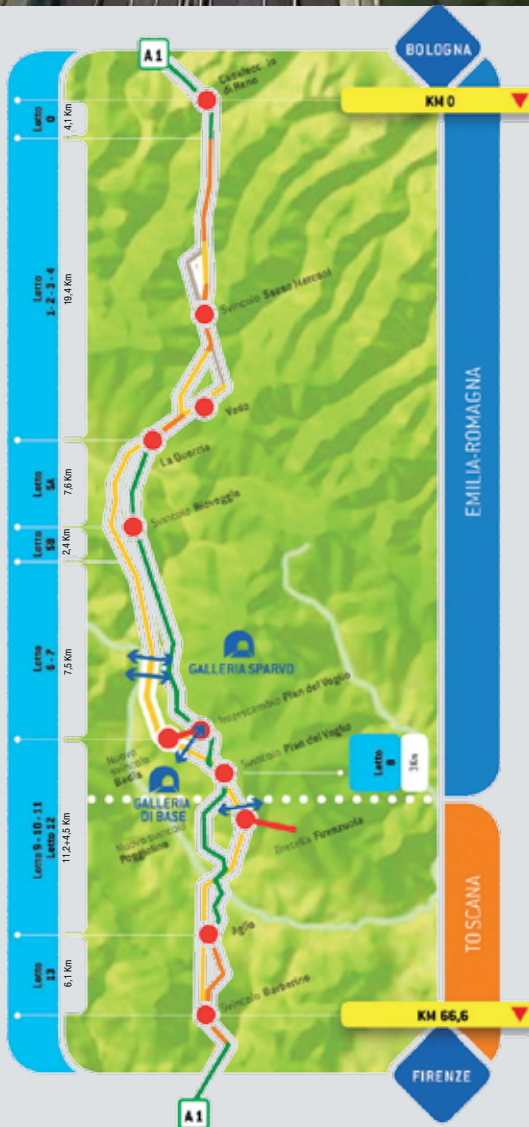 A1
Casalecchio
di Reno
BOLOGNA
KM 0
Lotto
0
4,1 Km
Lotto
1-2-3-4
19,4 Km
Svincolo Sasso Marconi
Vado
La Quercia
Lotto
5A
7,6 Km
Svincolo Rioveggio
Lotto
5B
2,4 Km
EMILIA-ROMAGNA
Lotto
6-7
7,5 Km
GALLERIA SPARVO
Interscambio Pian del Voglio
Nuovo
svincolo
Badia
Svincolo Pian del Voglio
Lotto
8
3Km
GALLERIA
DI BASE
Nuovo svincolo
Poggiolino
Bretella Firenzuola
Lotto 9-10-11
Lotto 12
11,2+4,5 Km
TOSCANA
Aglio
Lotto
13
6,1 Km
Svincolo Barberino
KM 66,6
FIRENZE
A1